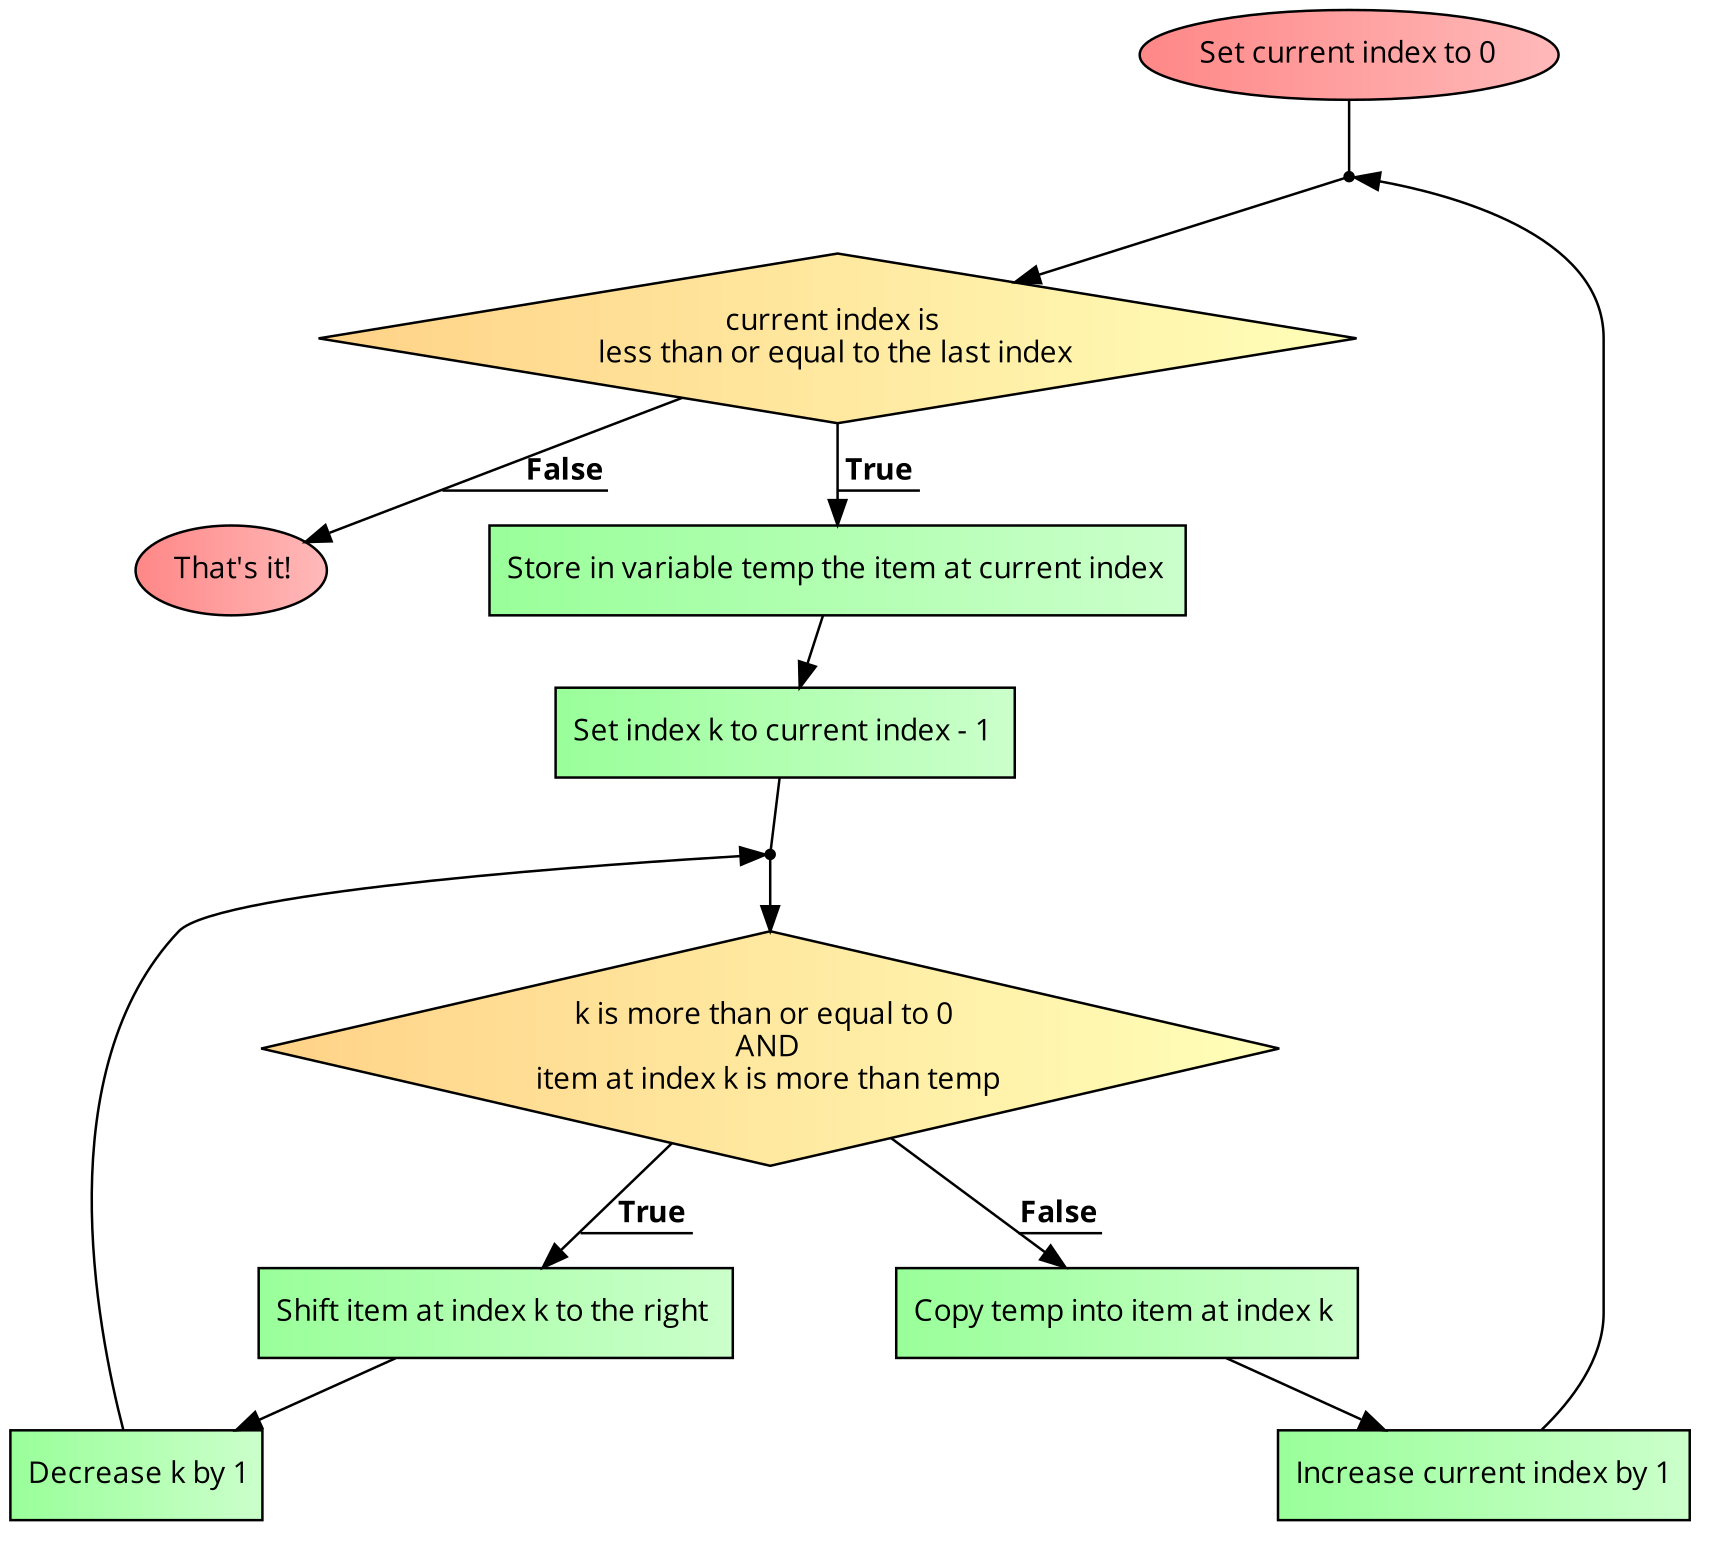 Set current index to 0
current index is
less than or equal to the last index
False
True
That's it!
Store in variable temp the item at current index
Set index k to current index - 1
k is more than or equal to 0
AND
item at index k is more than temp
True
False
Shift item at index k to the right
Copy temp into item at index k
Decrease k by 1
Increase current index by 1